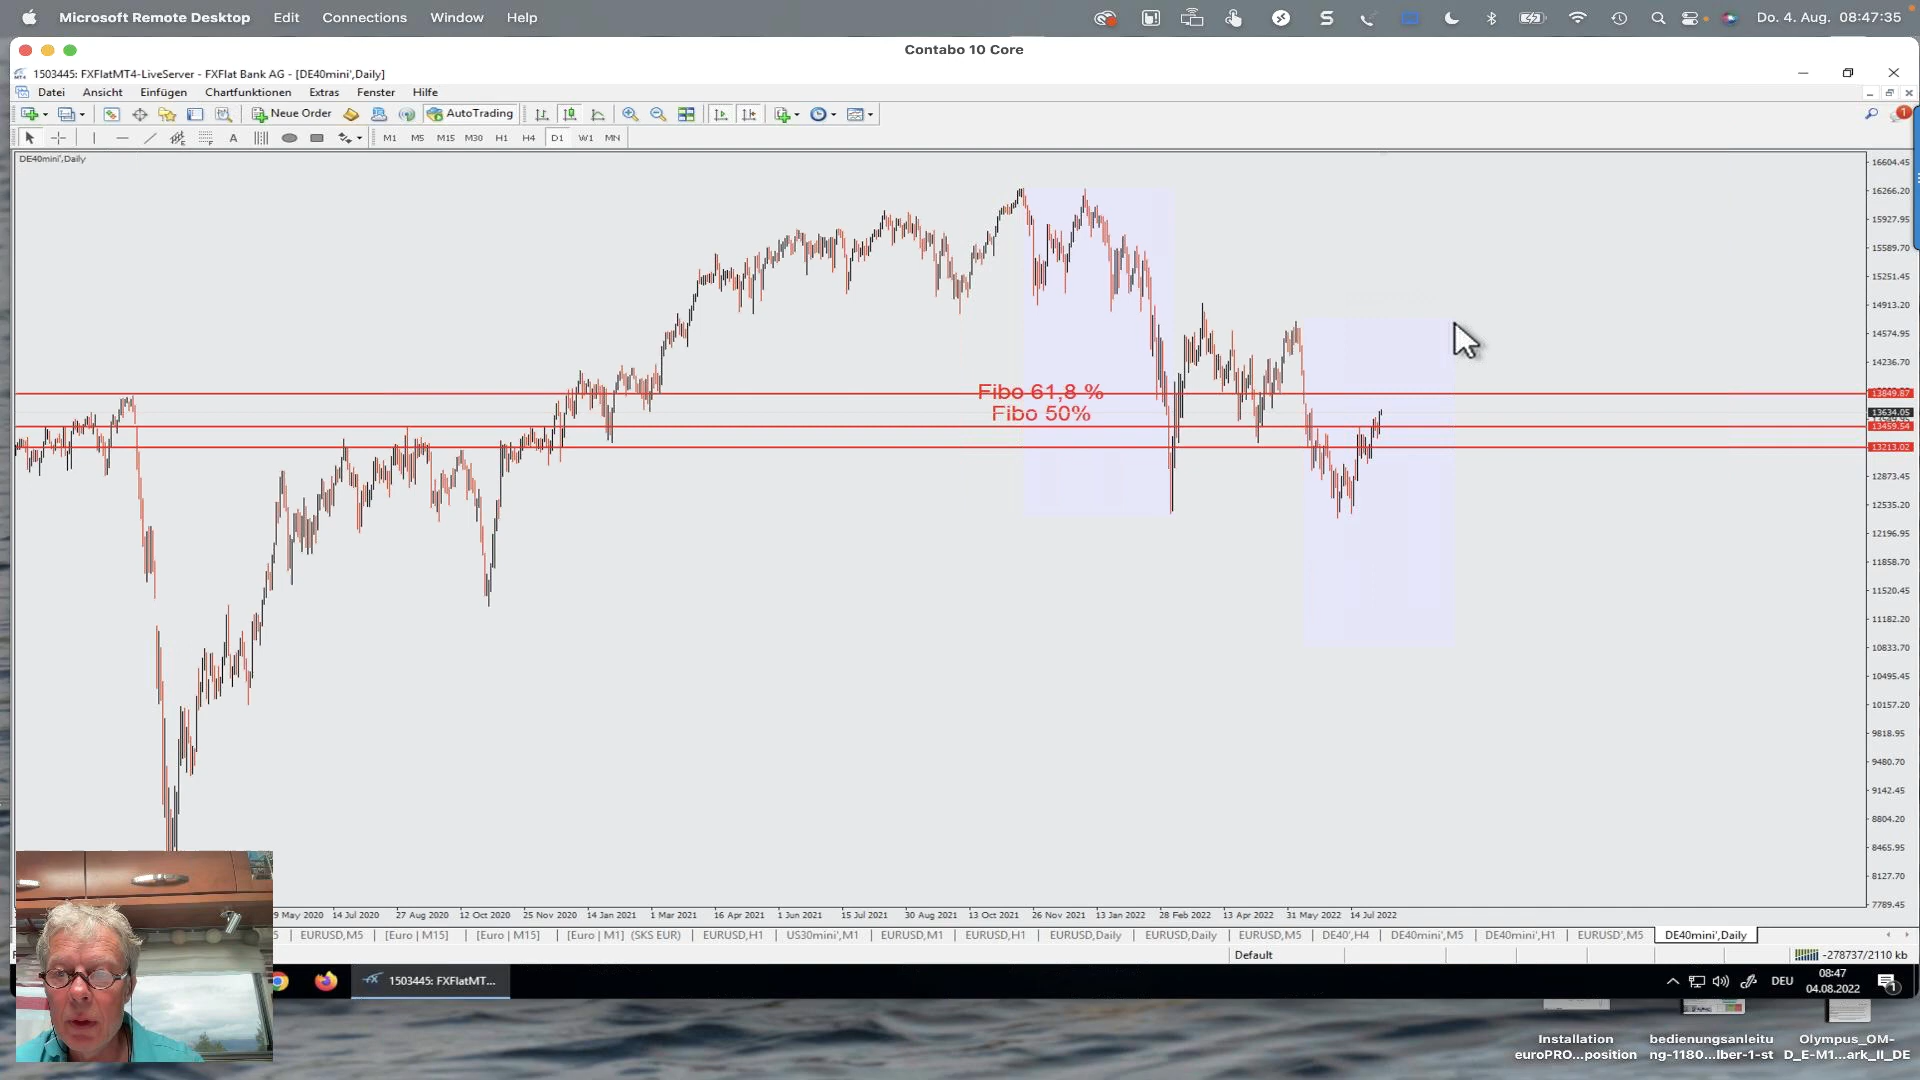 Microsoft Remote Desktop Edit Connections Window Help Do. 4. Aug. 08:47:35
Contabo 10 Core
1503445: FXFlatMT4-LiveServer - FXFlat Bank AG - [DE40mini',Daily]
Datei Ansicht Einfügen Chartfunktionen Extras Fenster Hilfe
Neue Order AutoTrading
A M1 M5 M15 M30 H1 H4 D1 W1 MN
DE40mini',Daily
16604.45
16266.20
15927.95
15589.70
15251.45
14913.20
14574.95
14236.70
Fibo 61,8 %
13849.87
Fibo 50%
13634.05
13459.54
13213.02
12873.45
12535.20
12196.95
11858.70
11520.45
11182.20
10833.70
10495.45
10157.20
9818.95
9480.70
9142.45
8804.20
8465.95
8127.70
7789.45
9 May 2020 14 Jul 2020 27 Aug 2020 12 Oct 2020 25 Nov 2020 14 Jan 2021 1 Mar 2021 16 Apr 2021 1 Jun 2021 15 Jul 2021 30 Aug 2021 13 Oct 2021 26 Nov 2021 13 Jan 2022 28 Feb 2022 13 Apr 2022 31 May 2022 14 Jul 2022
5 EURUSD,M5 [Euro | M15] [Euro | M15] [Euro | M1] (SKS EUR) EURUSD,H1 US30mini',M1 EURUSD,M1 EURUSD,H1 EURUSD,Daily EURUSD,Daily EURUSD,M5 DE40',H4 DE40mini',M5 DE40mini',H1 EURUSD',M5 DE40mini',Daily
Default -278737/2110 kb
1503445: FXFlatMT... DEU 08:47
04.08.2022
Installation bedienungsanleitu Olympus_OM-
euroPRO...position ng-1180...lber-1-st D_E-M1...ark_II_DE